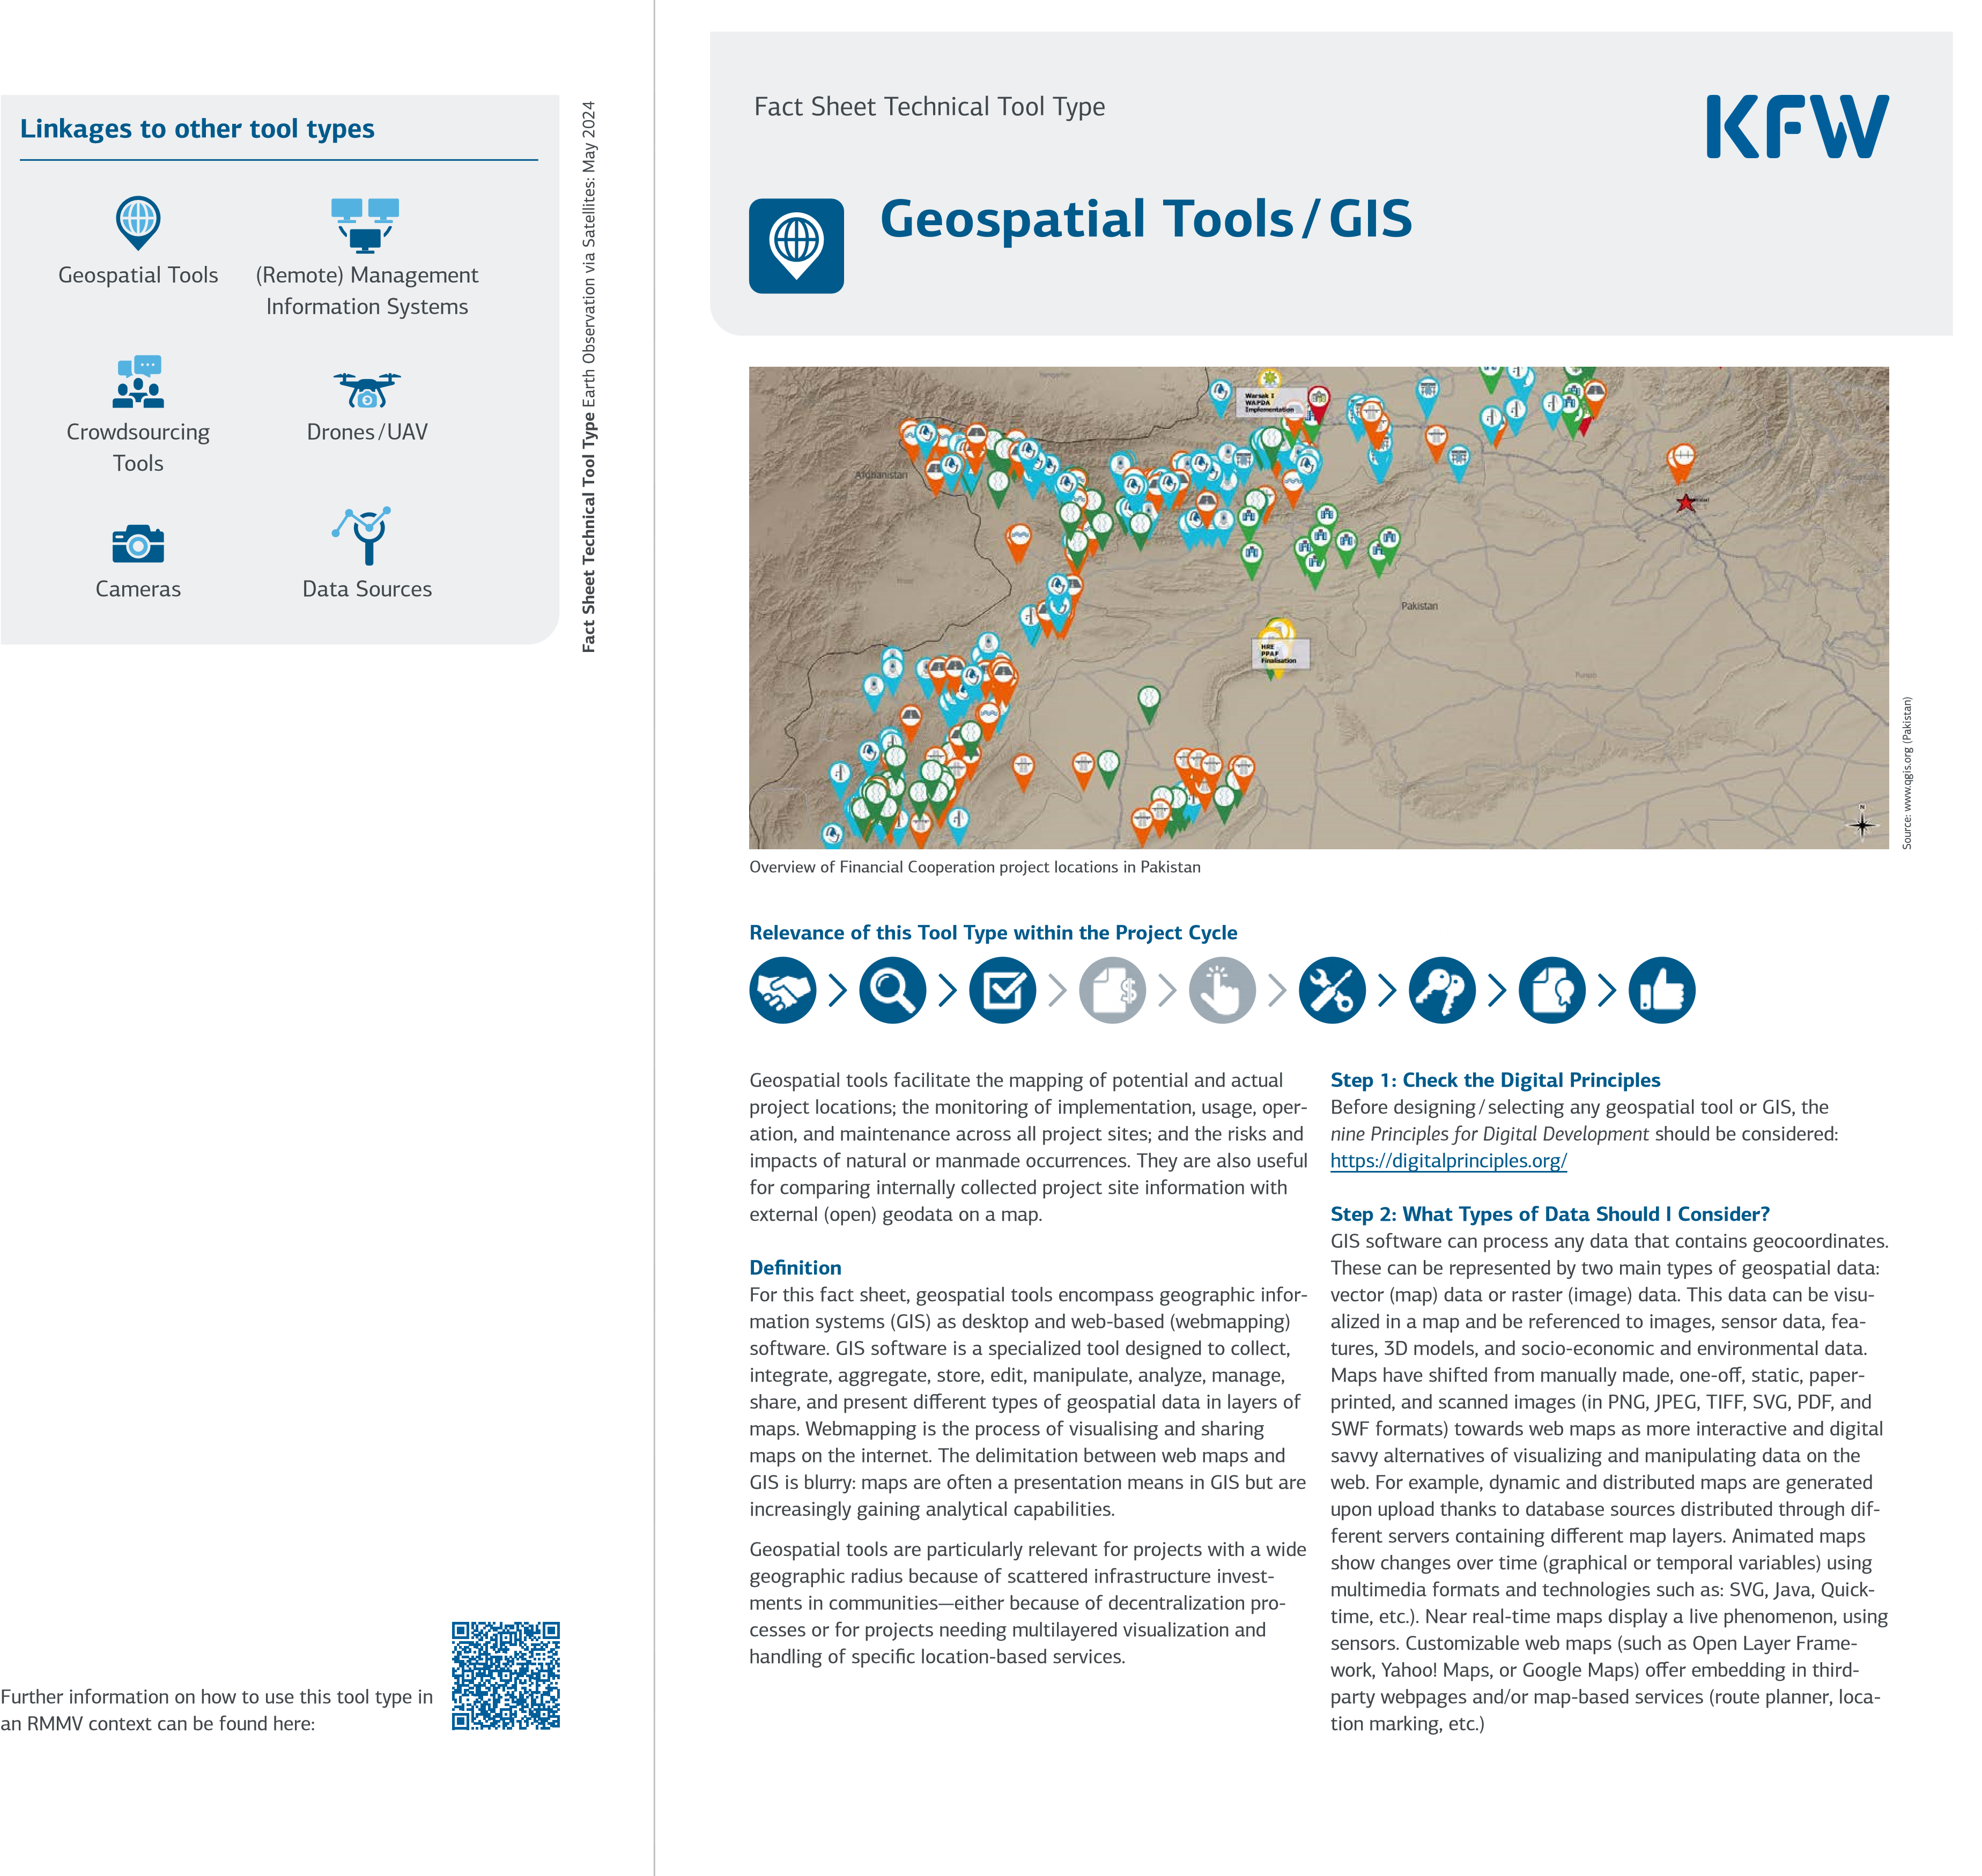 Linkages to other tool types
Geospatial Tools
(Remote) Management
Information Systems
Crowdsourcing
Tools
Drones/UAV
Cameras
Data Sources
Fact Sheet Technical Tool Type Earth Observation via Satellites: May 2024
Further information on how to use this tool type in
an RMMV context can be found here:
Fact Sheet Technical Tool Type
KFW
Geospatial Tools/GIS
Warsak I
WAPDA
Implementation
Afghanistan
Pakistan
HRE
PPAF
Finalisation
Punjab
N
Source: www.qgis.org (Pakistan)
Overview of Financial Cooperation project locations in Pakistan
Relevance of this Tool Type within the Project Cycle
Geospatial tools facilitate the mapping of potential and actual
project locations; the monitoring of implementation, usage, oper-
ation, and maintenance across all project sites; and the risks and
impacts of natural or manmade occurrences. They are also useful
for comparing internally collected project site information with
external (open) geodata on a map.
Definition
For this fact sheet, geospatial tools encompass geographic infor-
mation systems (GIS) as desktop and web-based (webmapping)
software. GIS software is a specialized tool designed to collect,
integrate, aggregate, store, edit, manipulate, analyze, manage,
share, and present different types of geospatial data in layers of
maps. Webmapping is the process of visualising and sharing
maps on the internet. The delimitation between web maps and
GIS is blurry: maps are often a presentation means in GIS but are
increasingly gaining analytical capabilities.
Geospatial tools are particularly relevant for projects with a wide
geographic radius because of scattered infrastructure invest-
ments in communities—either because of decentralization pro-
cesses or for projects needing multilayered visualization and
handling of specific location-based services.
Step 1: Check the Digital Principles
Before designing/selecting any geospatial tool or GIS, the
nine Principles for Digital Development should be considered:
https://digitalprinciples.org/
Step 2: What Types of Data Should I Consider?
GIS software can process any data that contains geocoordinates.
These can be represented by two main types of geospatial data:
vector (map) data or raster (image) data. This data can be visu-
alized in a map and be referenced to images, sensor data, fea-
tures, 3D models, and socio-economic and environmental data.
Maps have shifted from manually made, one-off, static, paper-
printed, and scanned images (in PNG, JPEG, TIFF, SVG, PDF, and
SWF formats) towards web maps as more interactive and digital
savvy alternatives of visualizing and manipulating data on the
web. For example, dynamic and distributed maps are generated
upon upload thanks to database sources distributed through dif-
ferent servers containing different map layers. Animated maps
show changes over time (graphical or temporal variables) using
multimedia formats and technologies such as: SVG, Java, Quick-
time, etc.). Near real-time maps display a live phenomenon, using
sensors. Customizable web maps (such as Open Layer Frame-
work, Yahoo! Maps, or Google Maps) offer embedding in third-
party webpages and/or map-based services (route planner, loca-
tion marking, etc.)